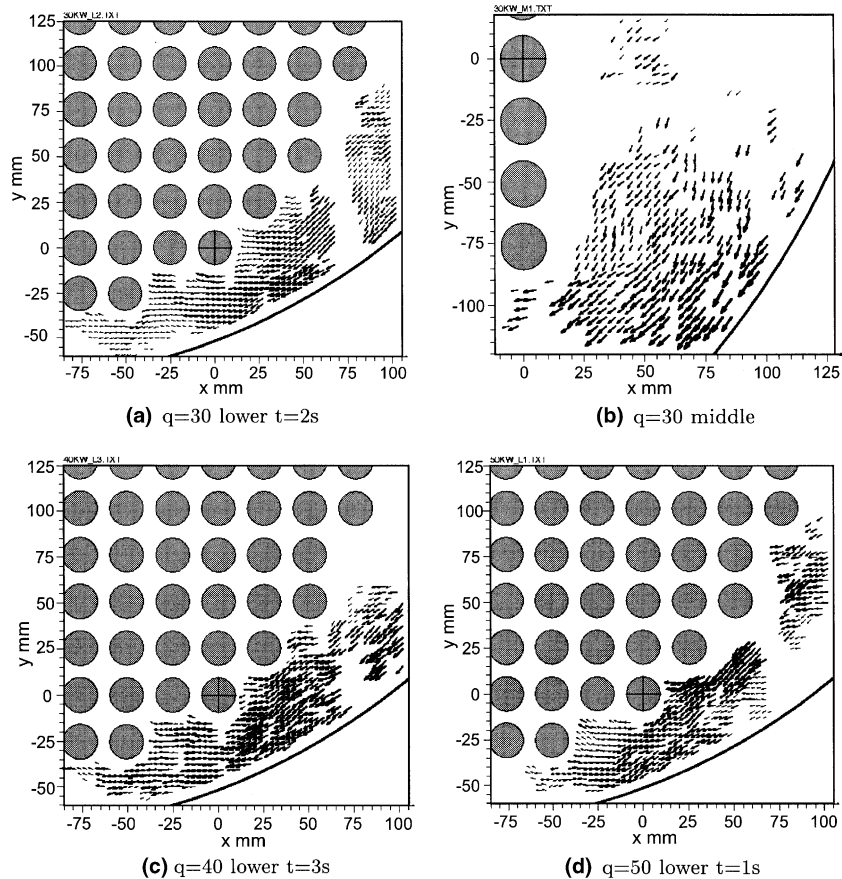 30KW_L2.TXT
125
100
75
50
25
0
-25
-50
y mm
-75 -50 -25 0 25 50 75 100
x mm
(a) q=30 lower t=2s
30KW_M1.TXT
0
-25
-50
-75
-100
y mm
0 25 50 75 100 125
x mm
(b) q=30 middle
40KW_L3.TXT
125
100
75
50
25
0
-25
-50
y mm
-75 -50 -25 0 25 50 75 100
x mm
(c) q=40 lower t=3s
50KW_L1.TXT
125
100
75
50
25
0
-25
-50
y mm
-75 -50 -25 0 25 50 75 100
x mm
(d) q=50 lower t=1s